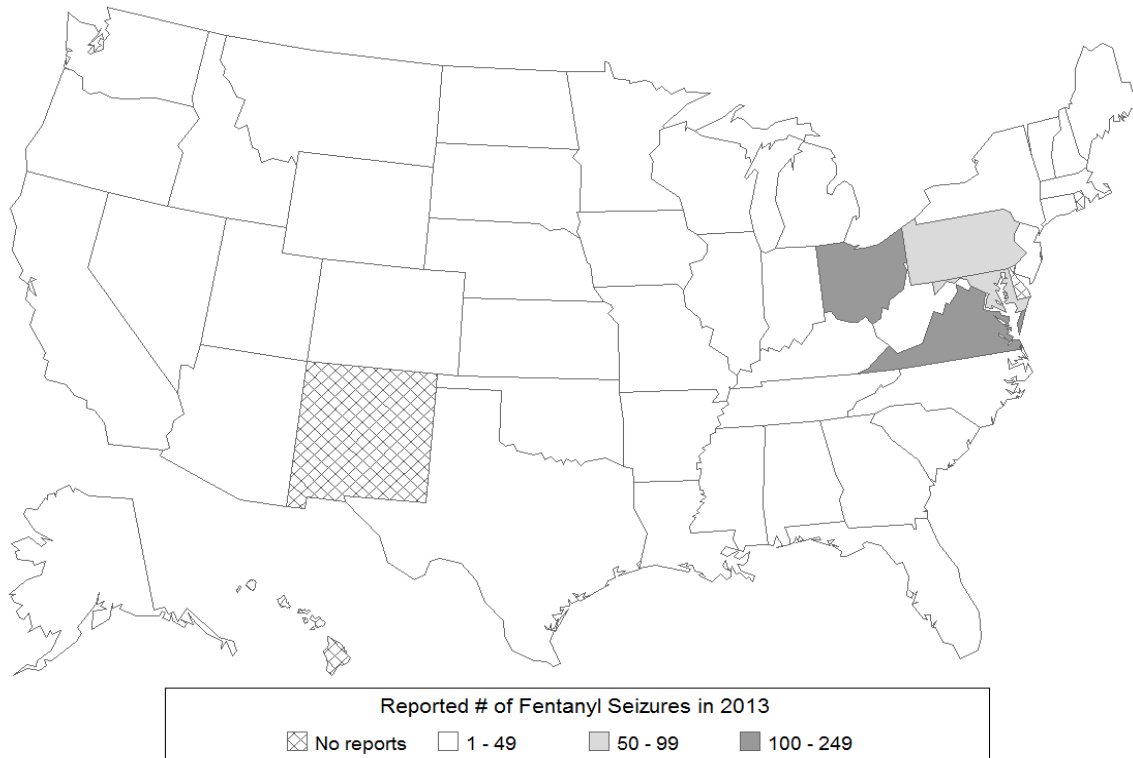 Reported # of Fentanyl Seizures in 2013
No reports 1 - 49 50 - 99 100 - 249